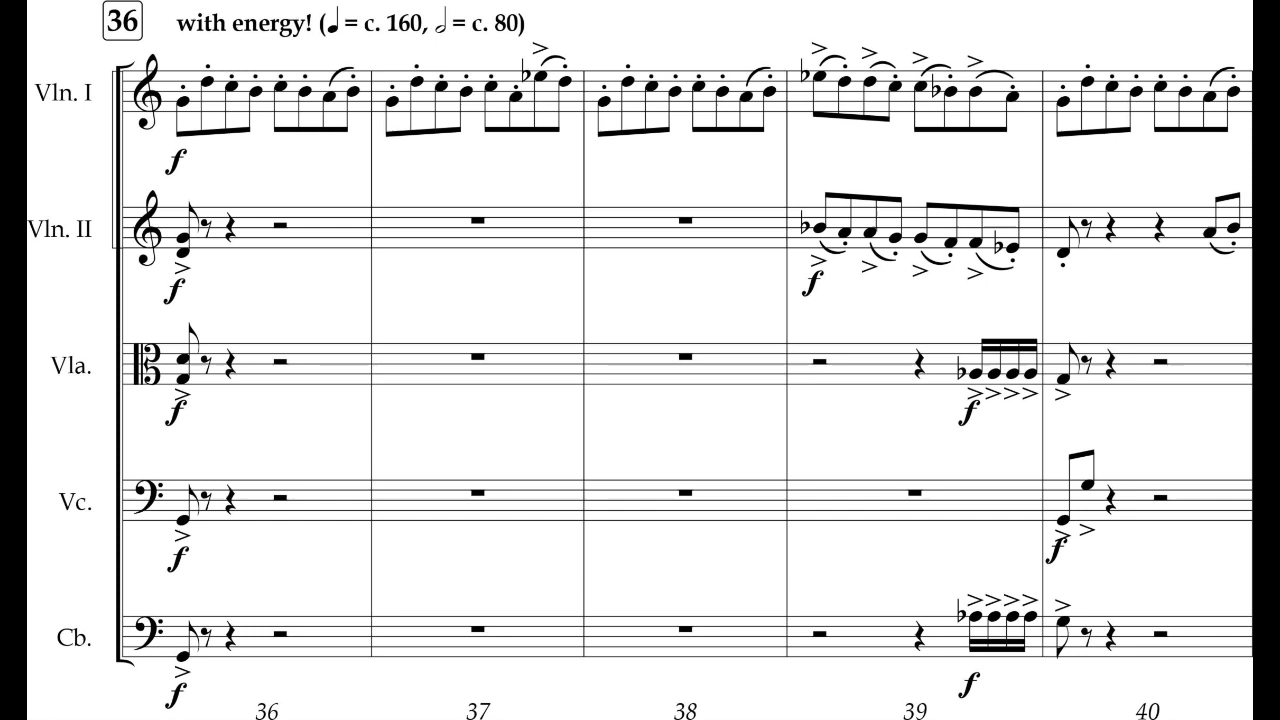 36 with energy! (♩ = c. 160, 𝅗𝅥 = c. 80)
Vln. I
f
Vln. II
f f
Vla.
f f
Vc.
f f
Cb.
f f
36 37 38 39 40